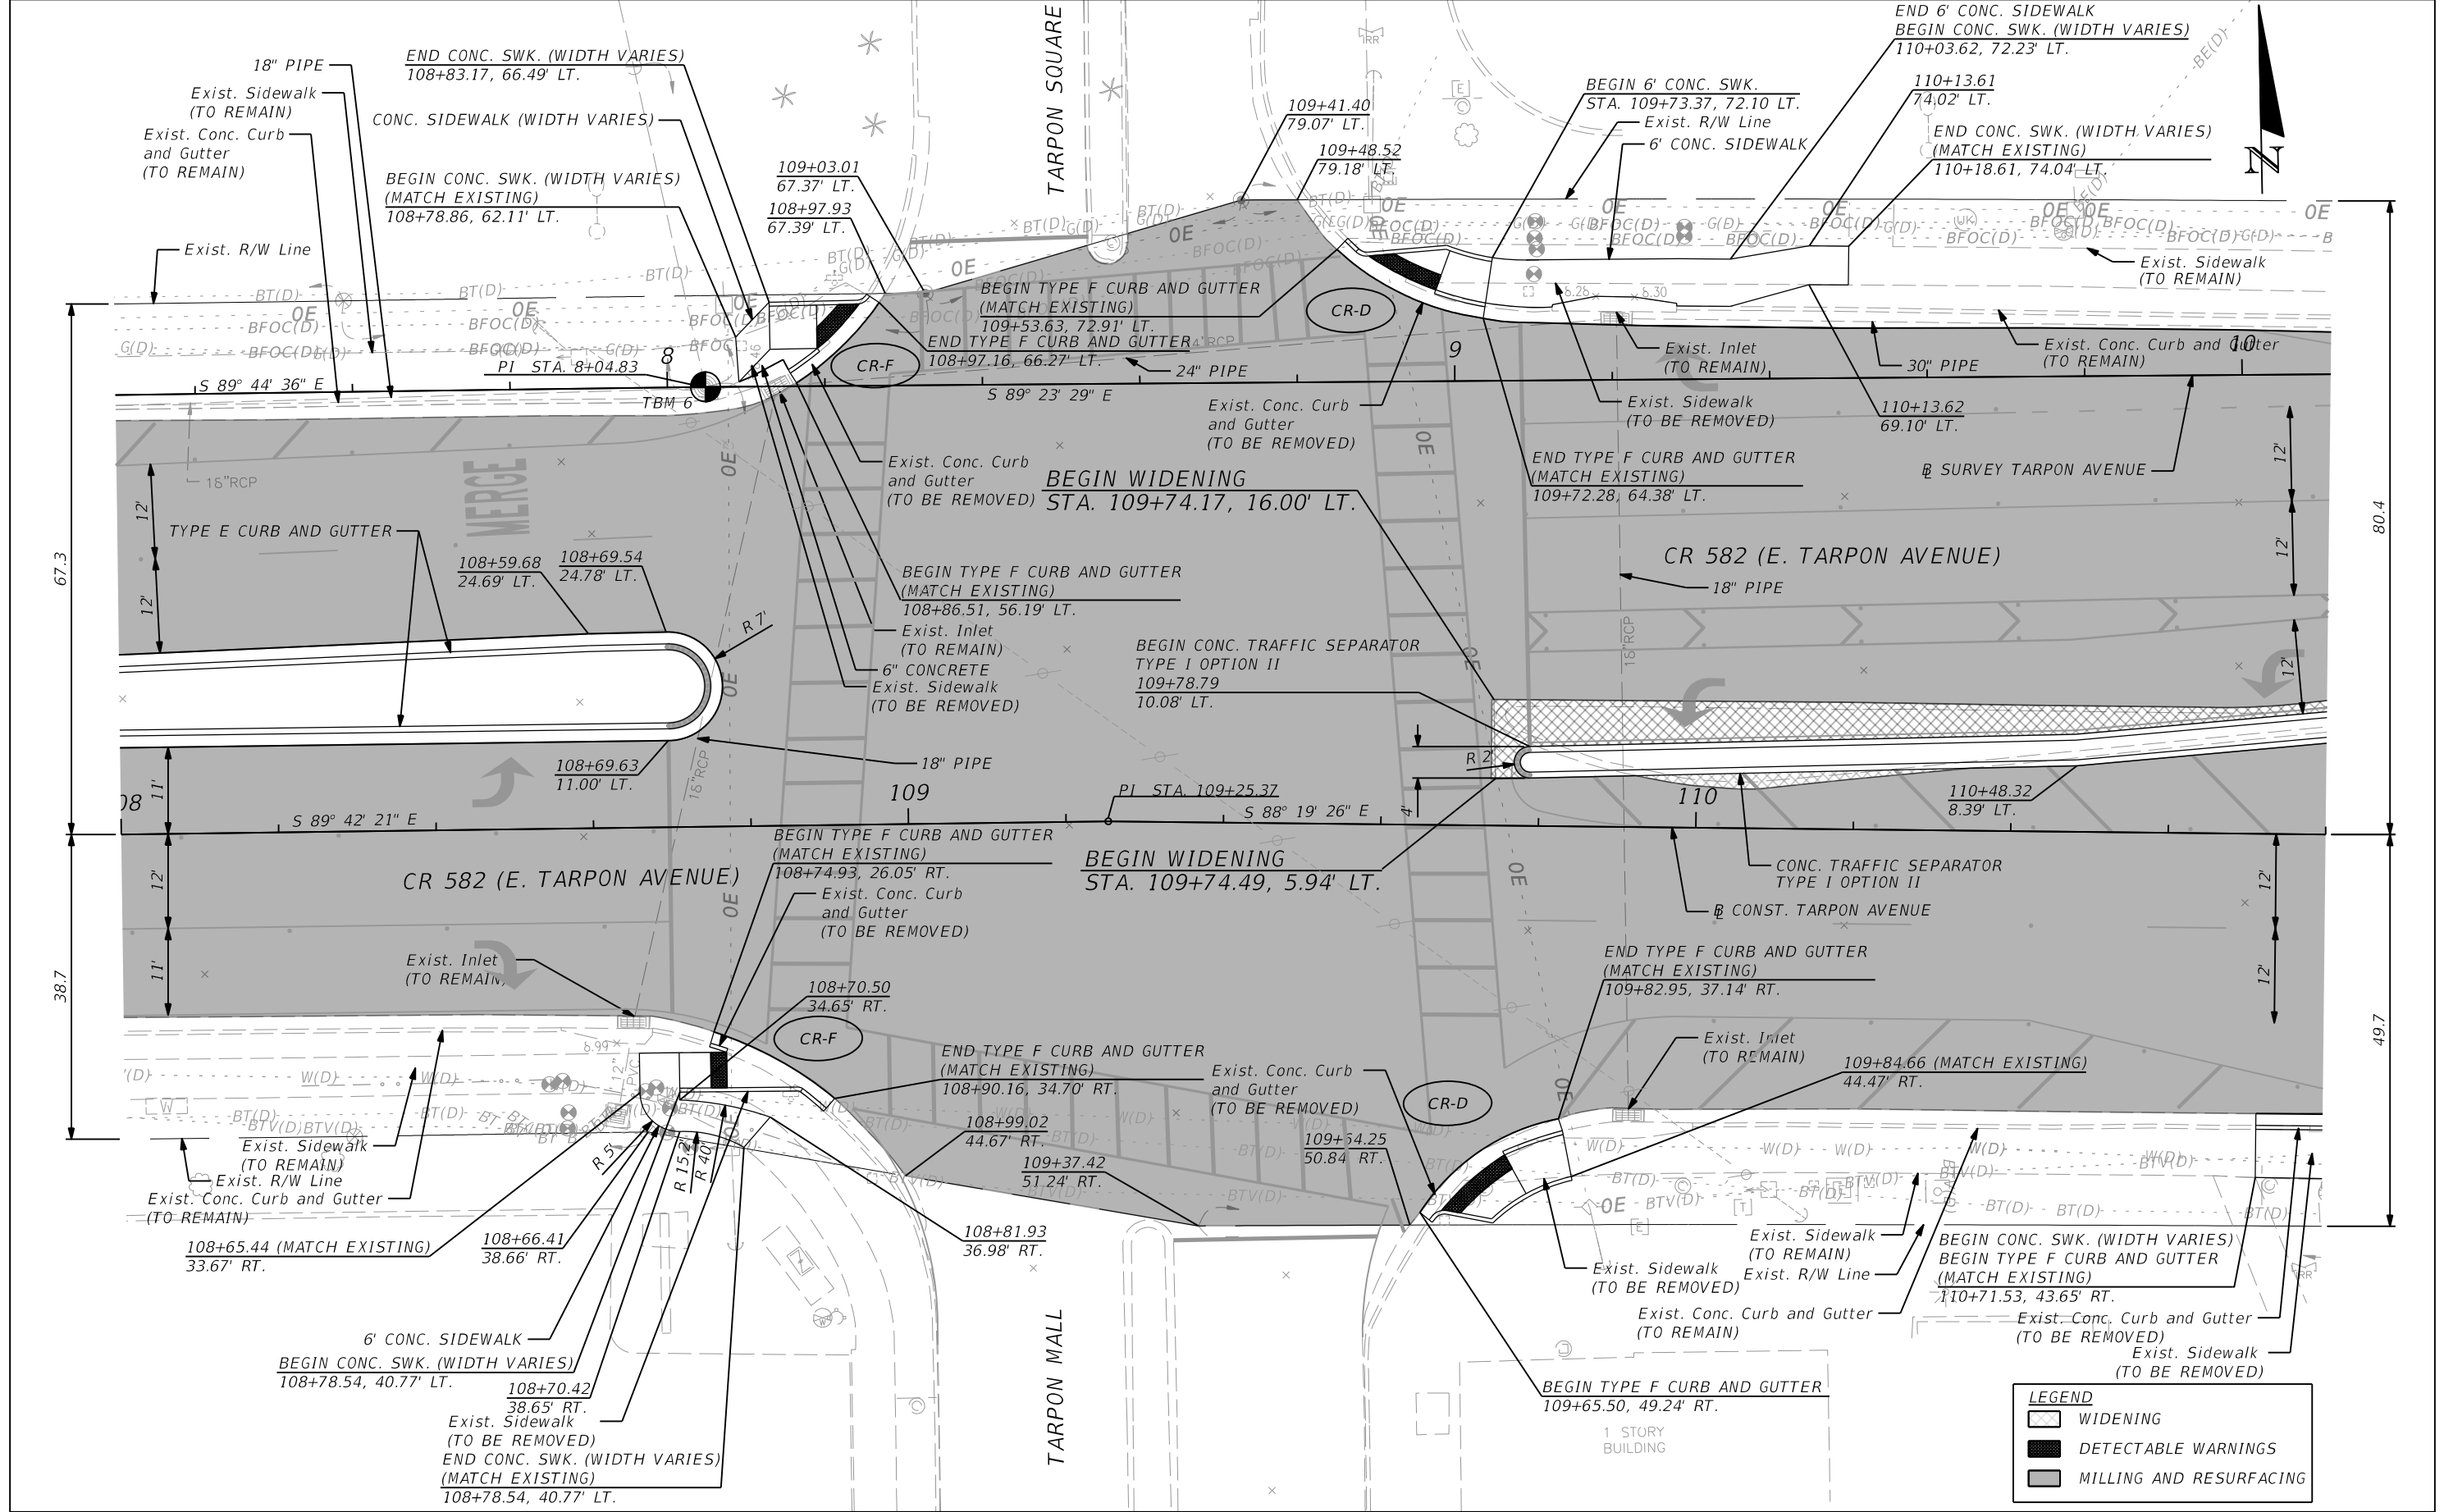 END CONC. SWK. (WIDTH VARIES)
108+83.17, 66.49' LT.
18" PIPE
Exist. Sidewalk
(TO REMAIN)
Exist. Conc. Curb
and Gutter
(TO REMAIN)
CONC. SIDEWALK (WIDTH VARIES)
BEGIN CONC. SWK. (WIDTH VARIES)
(MATCH EXISTING)
108+78.86, 62.11' LT.
Exist. R/W Line
109+03.01
67.37' LT.
108+97.93
67.39' LT.
TARPON SQUARE
109+41.40
79.07' LT.
109+48.52
79.18' LT.
BEGIN 6' CONC. SWK.
STA. 109+73.37, 72.10 LT.
Exist. R/W Line
6' CONC. SIDEWALK
END 6' CONC. SIDEWALK
BEGIN CONC. SWK. (WIDTH VARIES)
110+03.62, 72.23' LT.
110+13.61
74.02' LT.
END CONC. SWK. (WIDTH VARIES)
(MATCH EXISTING)
110+18.61, 74.04' LT.
N
Exist. Sidewalk
(TO REMAIN)
BEGIN TYPE F CURB AND GUTTER
(MATCH EXISTING)
109+53.63, 72.91' LT.
END TYPE F CURB AND GUTTER
108+97.16, 66.27' LT.
CR-F
CR-D
24" PIPE
S 89° 44' 36" E
8
PI STA. 8+04.83
TBM 6
S 89° 23' 29" E
9
10
Exist. Inlet
(TO REMAIN)
30" PIPE
Exist. Conc. Curb and Gutter
(TO REMAIN)
Exist. Conc. Curb
and Gutter
(TO BE REMOVED)
Exist. Sidewalk
(TO BE REMOVED)
110+13.62
69.10' LT.
END TYPE F CURB AND GUTTER
(MATCH EXISTING)
109+72.28, 64.38' LT.
BL SURVEY TARPON AVENUE
Exist. Conc. Curb
and Gutter
(TO BE REMOVED)
BEGIN WIDENING
STA. 109+74.17, 16.00' LT.
MERGE
18"RCP
TYPE E CURB AND GUTTER
108+59.68
24.69' LT.
108+69.54
24.78' LT.
R 7'
12'
12'
67.3
BEGIN TYPE F CURB AND GUTTER
(MATCH EXISTING)
108+86.51, 56.19' LT.
Exist. Inlet
(TO REMAIN)
6" CONCRETE
Exist. Sidewalk
(TO BE REMOVED)
BEGIN CONC. TRAFFIC SEPARATOR
TYPE I OPTION II
109+78.79
10.08' LT.
CR 582 (E. TARPON AVENUE)
18" PIPE
18"RCP
12'
12'
12'
80.4
108+69.63
11.00' LT.
18" PIPE
18"RCP
R 2'
4'
11'
08
109
PI STA. 109+25.37
S 89° 42' 21" E
S 88° 19' 26" E
110
110+48.32
8.39' LT.
BEGIN TYPE F CURB AND GUTTER
(MATCH EXISTING)
108+74.93, 26.05' RT.
CR 582 (E. TARPON AVENUE)
BEGIN WIDENING
STA. 109+74.49, 5.94' LT.
CONC. TRAFFIC SEPARATOR
TYPE I OPTION II
BL CONST. TARPON AVENUE
Exist. Conc. Curb
and Gutter
(TO BE REMOVED)
12'
11'
38.7
12'
12'
49.7
Exist. Inlet
(TO REMAIN)
108+70.50
34.65' RT.
CR-F
END TYPE F CURB AND GUTTER
(MATCH EXISTING)
109+82.95, 37.14' RT.
END TYPE F CURB AND GUTTER
(MATCH EXISTING)
108+90.16, 34.70' RT.
Exist. Conc. Curb
and Gutter
(TO BE REMOVED)
CR-D
Exist. Inlet
(TO REMAIN)
109+84.66 (MATCH EXISTING)
44.47' RT.
108+99.02
44.67' RT.
109+37.42
51.24' RT.
109+54.25
50.84' RT.
Exist. Sidewalk
(TO REMAIN)
Exist. R/W Line
Exist. Conc. Curb and Gutter
(TO REMAIN)
R 5'
R 15.2'
R 40'
108+65.44 (MATCH EXISTING)
33.67' RT.
108+66.41
38.66' RT.
108+81.93
36.98' RT.
6' CONC. SIDEWALK
BEGIN CONC. SWK. (WIDTH VARIES)
108+78.54, 40.77' LT.
108+70.42
38.65' RT.
Exist. Sidewalk
(TO BE REMOVED)
END CONC. SWK. (WIDTH VARIES)
(MATCH EXISTING)
108+78.54, 40.77' LT.
TARPON MALL
Exist. Sidewalk
(TO BE REMOVED)
Exist. Sidewalk
(TO REMAIN)
Exist. R/W Line
Exist. Conc. Curb and Gutter
(TO REMAIN)
BEGIN CONC. SWK. (WIDTH VARIES)
BEGIN TYPE F CURB AND GUTTER
(MATCH EXISTING)
110+71.53, 43.65' RT.
Exist. Conc. Curb and Gutter
(TO BE REMOVED)
Exist. Sidewalk
(TO BE REMOVED)
BEGIN TYPE F CURB AND GUTTER
109+65.50, 49.24' RT.
1 STORY
BUILDING
LEGEND
WIDENING
DETECTABLE WARNINGS
MILLING AND RESURFACING